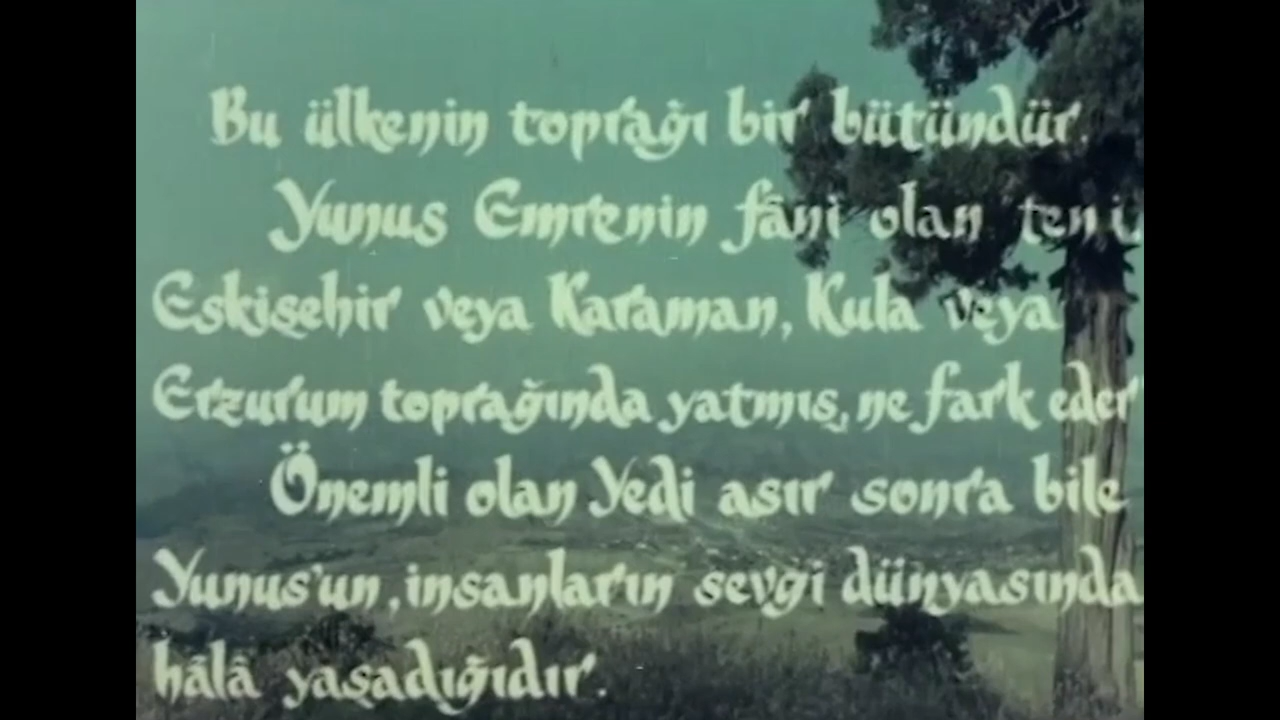 Bu ülkenin toprağı bir bütündür.
Yunus Emrenin fâni olan teni,
Eskişehir veya Karaman, Kula veya
Erzurum toprağında yatmış, ne fark eder
Önemli olan Yedi asır sonra bile
Yunus'un, insanların sevgi dünyasında
hâlâ yaşadığıdır.